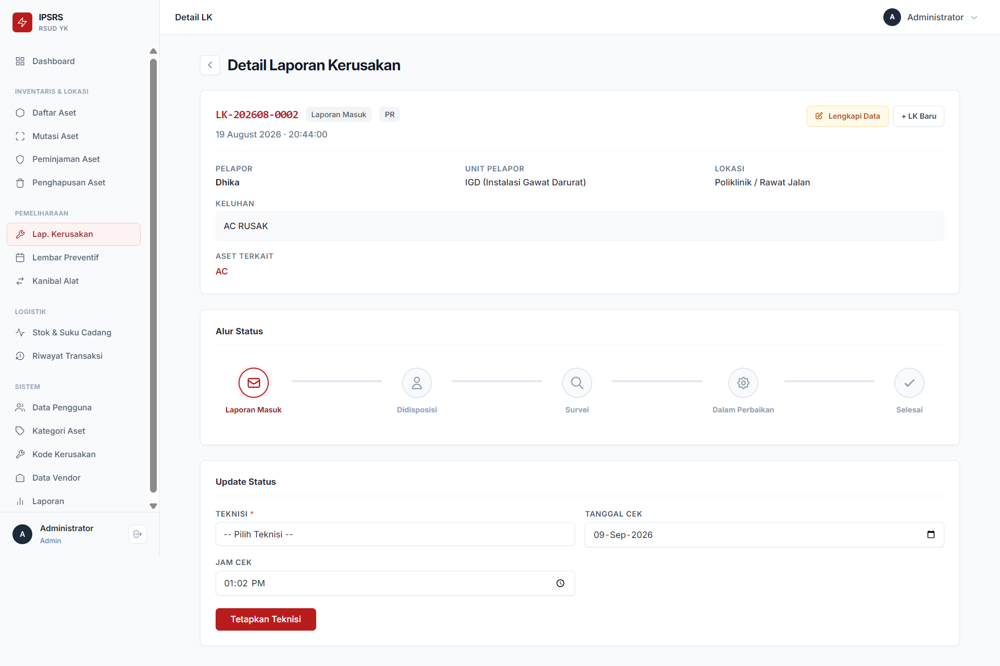 IPSRS
RSUD YK
Dashboard
INVENTARIS & LOKASI
Daftar Aset
Mutasi Aset
Peminjaman Aset
Penghapusan Aset
PEMELIHARAAN
Lap. Kerusakan
Lembar Preventif
Kanibal Alat
LOGISTIK
Stok & Suku Cadang
Riwayat Transaksi
SISTEM
Data Pengguna
Kategori Aset
Kode Kerusakan
Data Vendor
Laporan
A
Administrator
Admin
Detail LK
A Administrator
Detail Laporan Kerusakan
LK-202608-0002 Laporan Masuk PR
Lengkapi Data + LK Baru
19 August 2026 · 20:44:00
PELAPOR UNIT PELAPOR LOKASI
Dhika IGD (Instalasi Gawat Darurat) Poliklinik / Rawat Jalan
KELUHAN
AC RUSAK
ASET TERKAIT
AC
Alur Status
Laporan Masuk Didisposisi Survei Dalam Perbaikan Selesai
Update Status
TEKNISI * TANGGAL CEK
-- Pilih Teknisi -- 09-Sep-2026
JAM CEK
01:02 PM
Tetapkan Teknisi